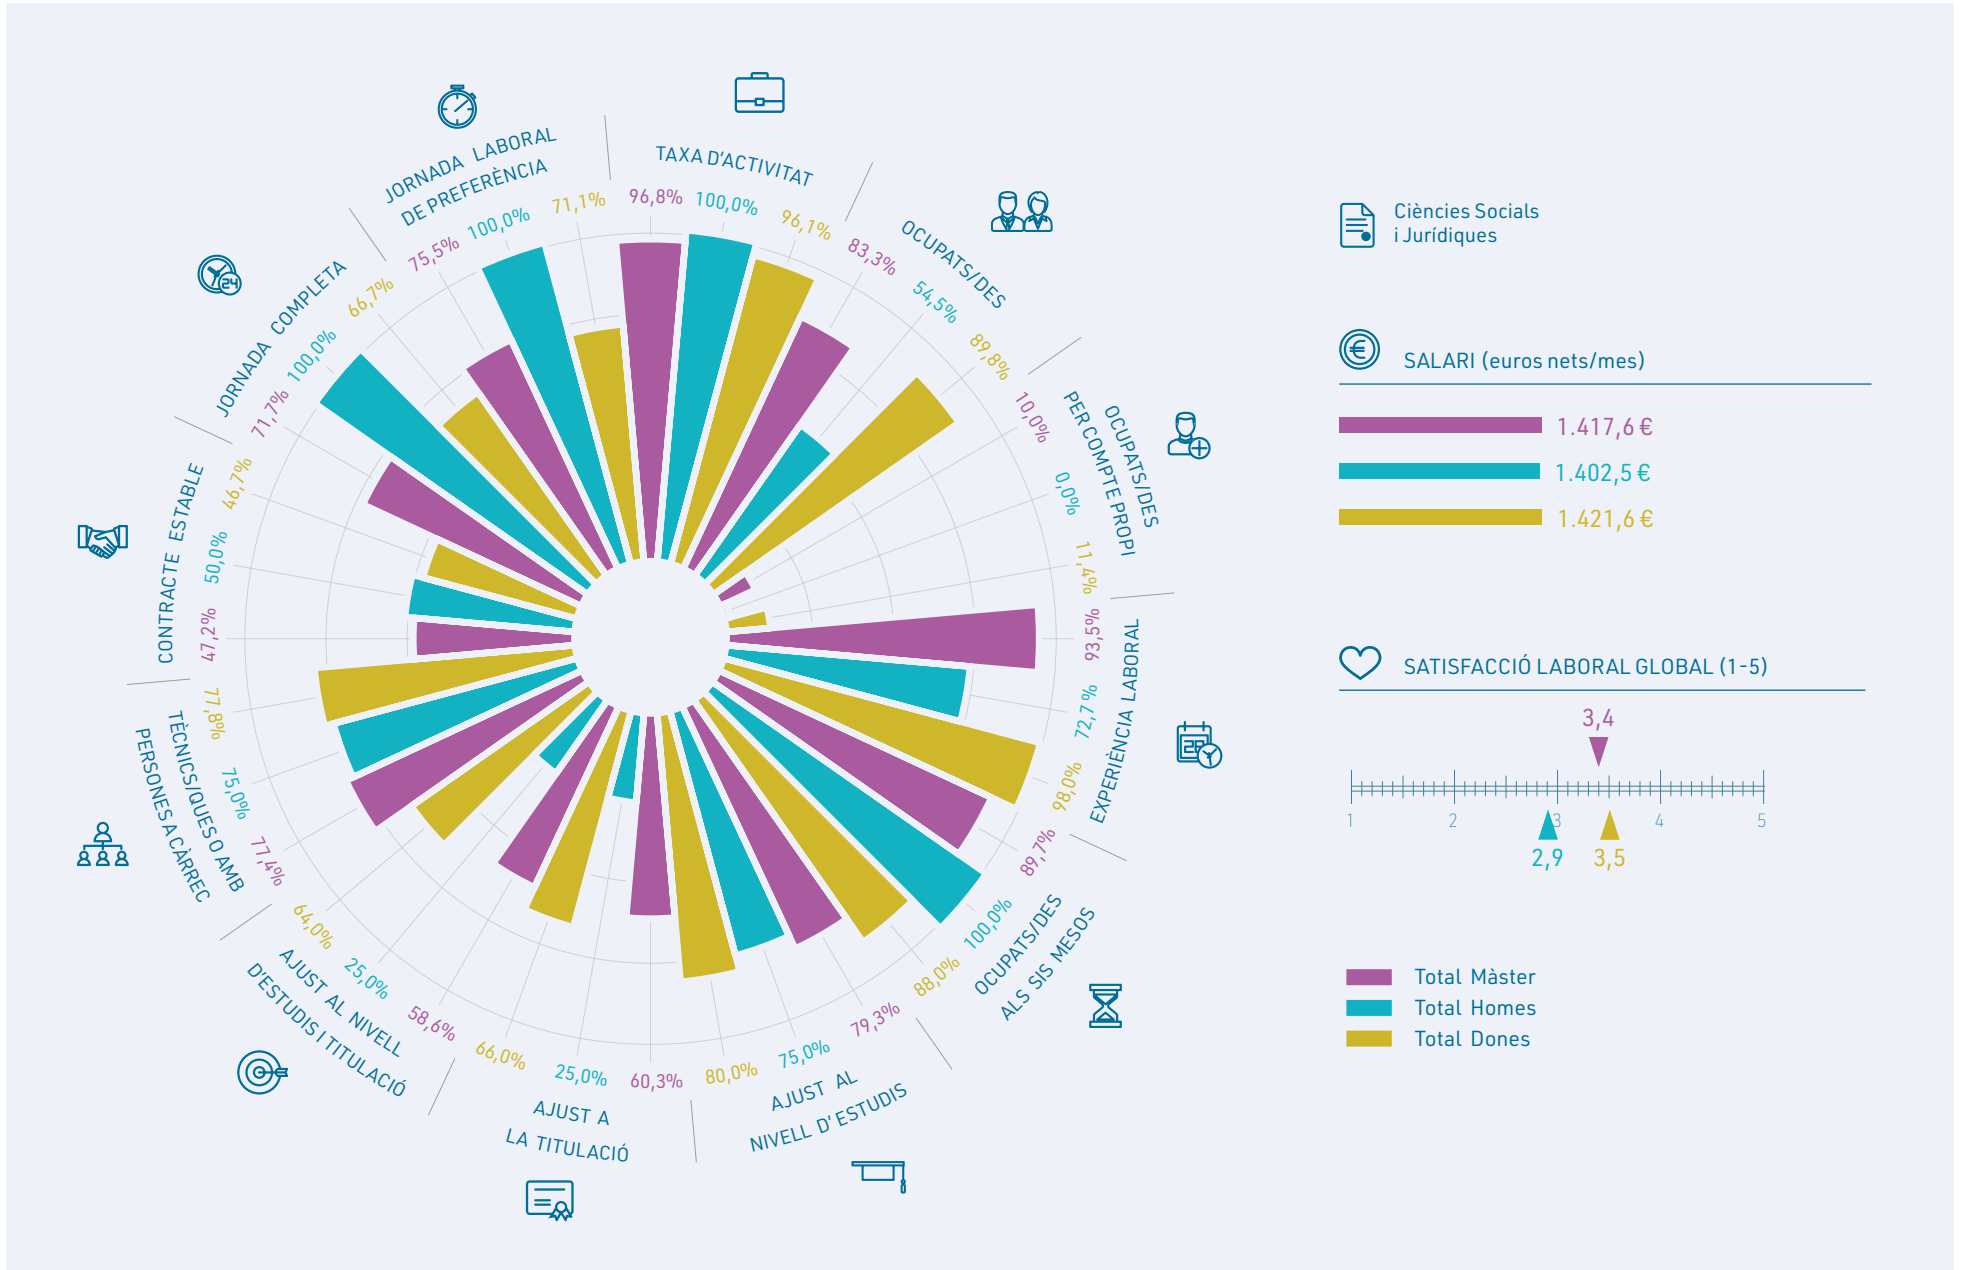 TAXA D'ACTIVITAT
96,8%
100,0%
96,1%
OCUPATS/DES
83,3%
54,5%
89,8%
OCUPATS/DES
PER COMPTE PROPI
10,0%
0,0%
11,4%
EXPERIÈNCIA LABORAL
93,5%
72,7%
98,0%
OCUPATS/DES
ALS SIS MESOS
89,7%
100,0%
88,0%
AJUST AL
NIVELL D'ESTUDIS
79,3%
75,0%
80,0%
AJUST A
LA TITULACIÓ
60,3%
25,0%
66,0%
AJUST AL NIVELL
D'ESTUDIS I TITULACIÓ
58,6%
25,0%
64,0%
TÈCNICS/QUES O AMB
PERSONES A CÀRREC
77,4%
75,0%
77,8%
CONTRACTE ESTABLE
47,2%
50,0%
46,7%
JORNADA COMPLETA
71,7%
100,0%
66,7%
JORNADA LABORAL
DE PREFERÈNCIA
75,5%
100,0%
71,1%
24
28
Ciències Socials
i Jurídiques
€
SALARI (euros nets/mes)
1.417,6 €
1.402,5 €
1.421,6 €
SATISFACCIÓ LABORAL GLOBAL (1-5)
3,4
1 2 3 4 5
2,9 3,5
Total Màster
Total Homes
Total Dones